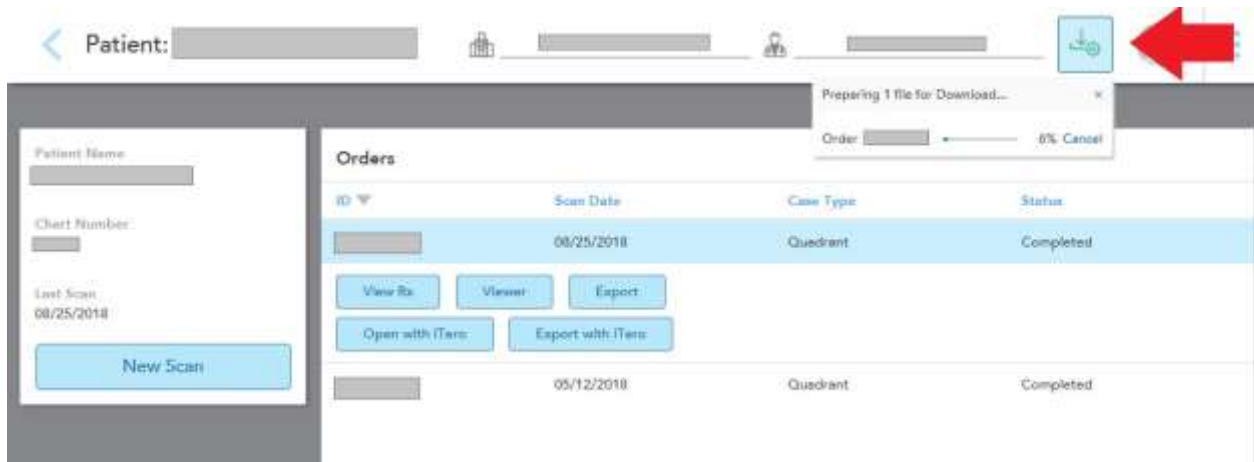 Patient:
Preparing 1 file for Download... ×
Order 6% Cancel
Patient Name
Chart Number
Last Scan
08/25/2018
New Scan
Orders
ID Scan Date Case Type Status
08/25/2018 Quadrant Completed
View Rx Viewer Export
Open with iTero Export with iTero
05/12/2018 Quadrant Completed